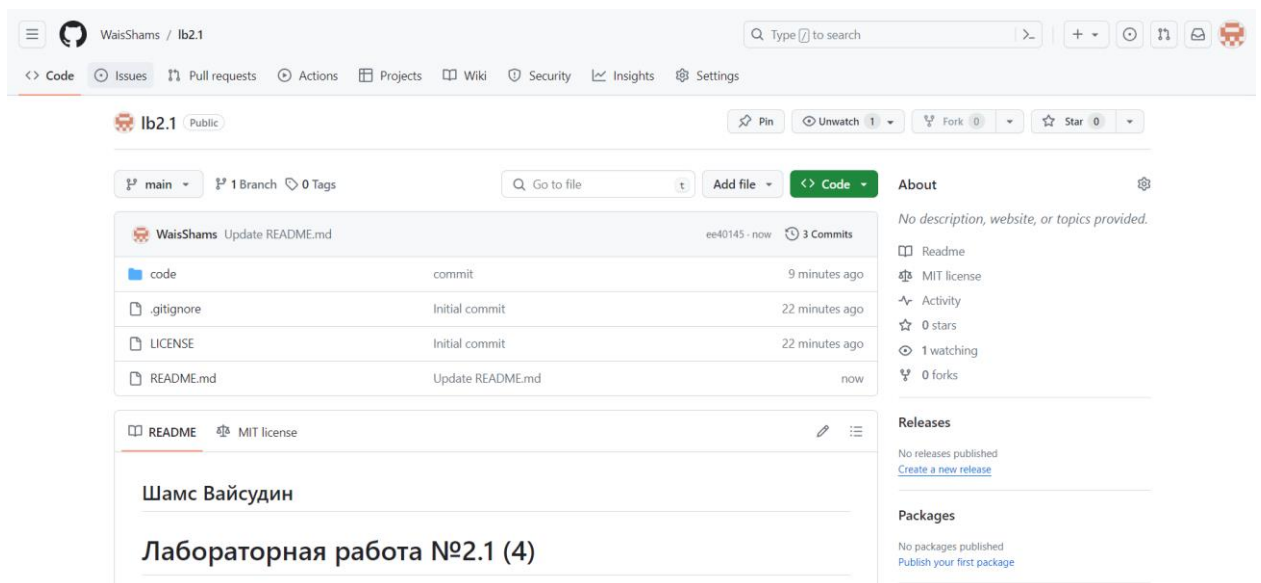 WaisShams / lb2.1
Type / to search
Code Issues Pull requests Actions Projects Wiki Security Insights Settings
lb2.1 Public
Pin Unwatch 1 Fork 0 Star 0
main 1 Branch 0 Tags Go to file t Add file Code
WaisShams Update README.md ee40145 · now 3 Commits
code commit 9 minutes ago
.gitignore Initial commit 22 minutes ago
LICENSE Initial commit 22 minutes ago
README.md Update README.md now
README MIT license
Шамс Вайсудин
Лабораторная работа №2.1 (4)
About
No description, website, or topics provided.
Readme
MIT license
Activity
0 stars
1 watching
0 forks
Releases
No releases published
Create a new release
Packages
No packages published
Publish your first package